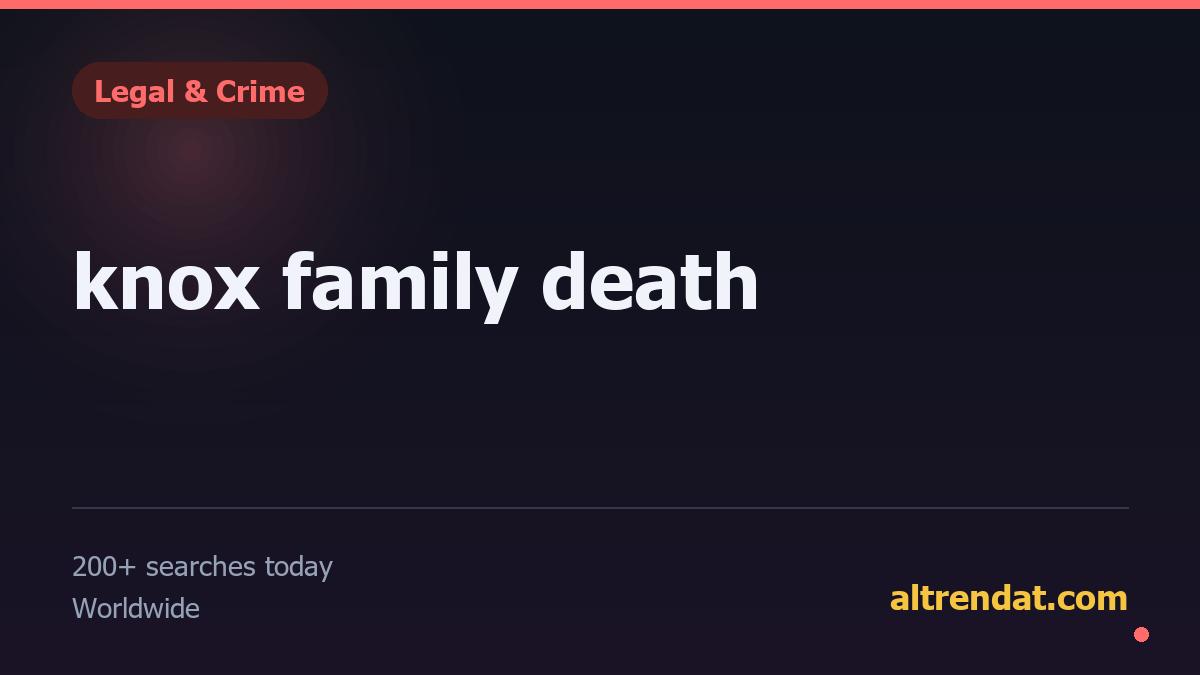 Legal & Crime
knox family death
200+ searches today
Worldwide
altrendat.com